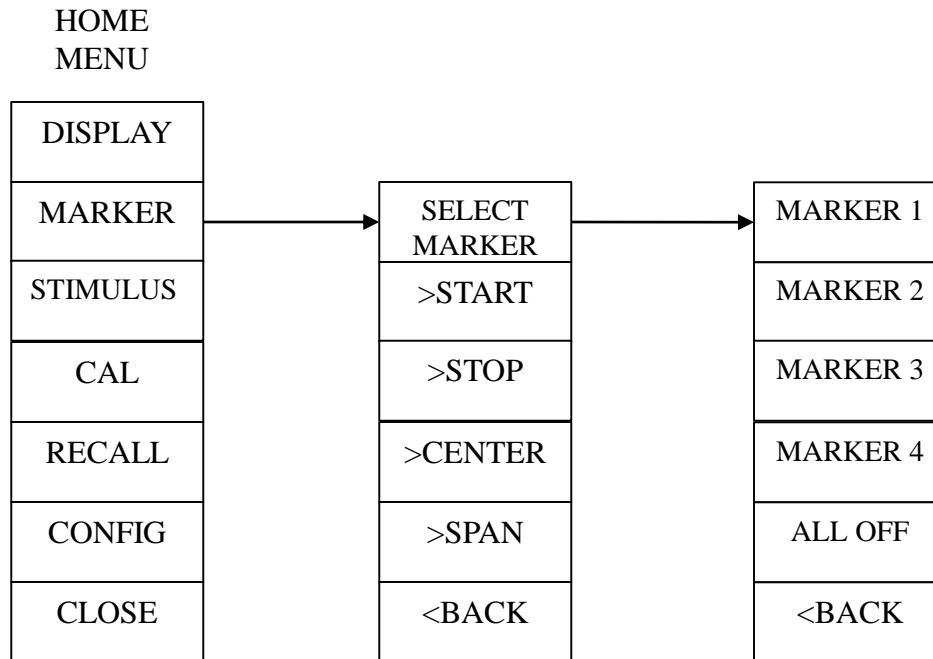 HOME
MENU
DISPLAY
MARKER
STIMULUS
CAL
RECALL
CONFIG
CLOSE
SELECT
MARKER
>START
>STOP
>CENTER
>SPAN
<BACK
MARKER 1
MARKER 2
MARKER 3
MARKER 4
ALL OFF
<BACK